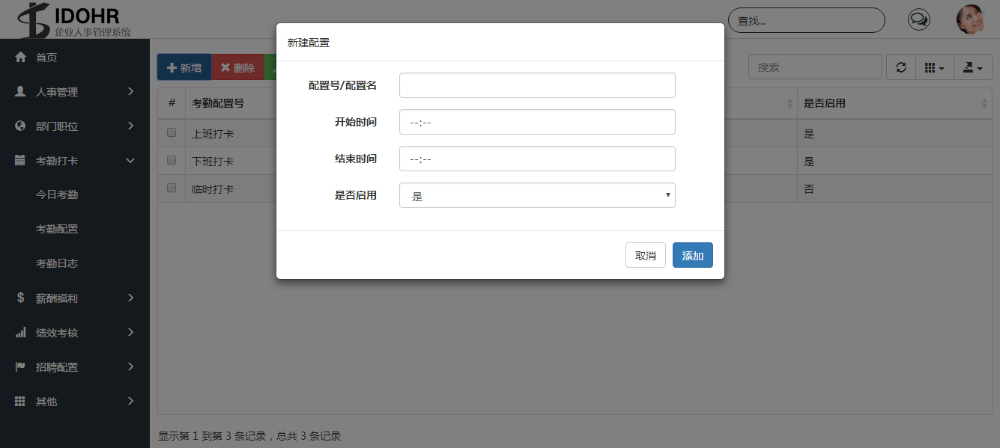 IDOHR
企业人事管理系统
查找...
首页
人事管理
部门职位
考勤打卡
今日考勤
考勤配置
考勤日志
薪酬福利
绩效考核
招聘配置
其他
新增
删除
搜索
# 考勤配置号 是否启用
上班打卡 是
下班打卡 是
临时打卡 否
显示第 1 到第 3 条记录，总共 3 条记录
新建配置
配置号/配置名
开始时间 --:--
结束时间 --:--
是否启用 是
取消 添加